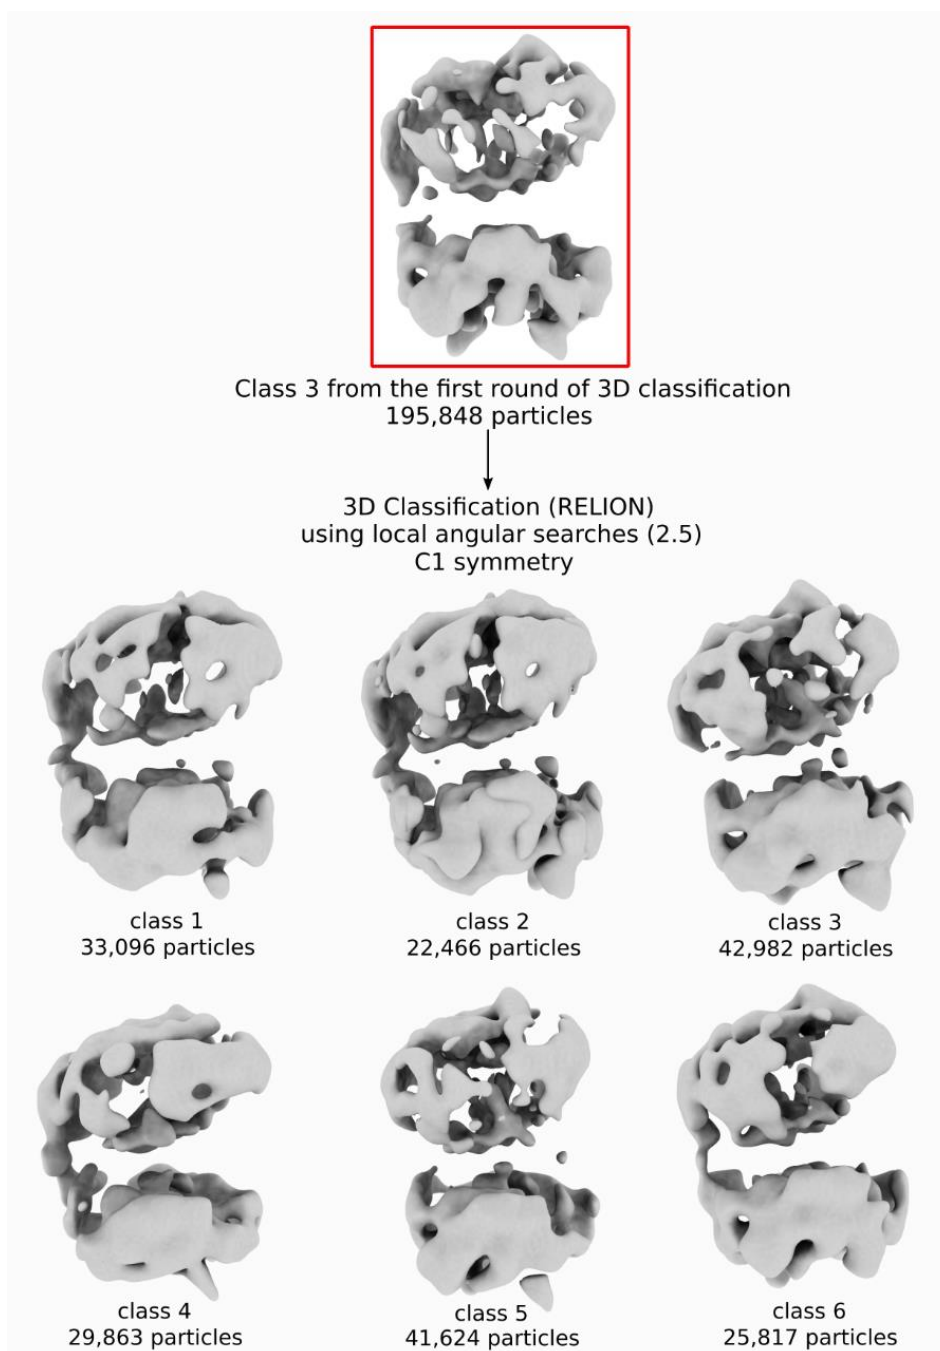 Class 3 from the first round of 3D classification
195,848 particles
3D Classification (RELION)
using local angular searches (2.5)
C1 symmetry
class 1
33,096 particles
class 2
22,466 particles
class 3
42,982 particles
class 4
29,863 particles
class 5
41,624 particles
class 6
25,817 particles